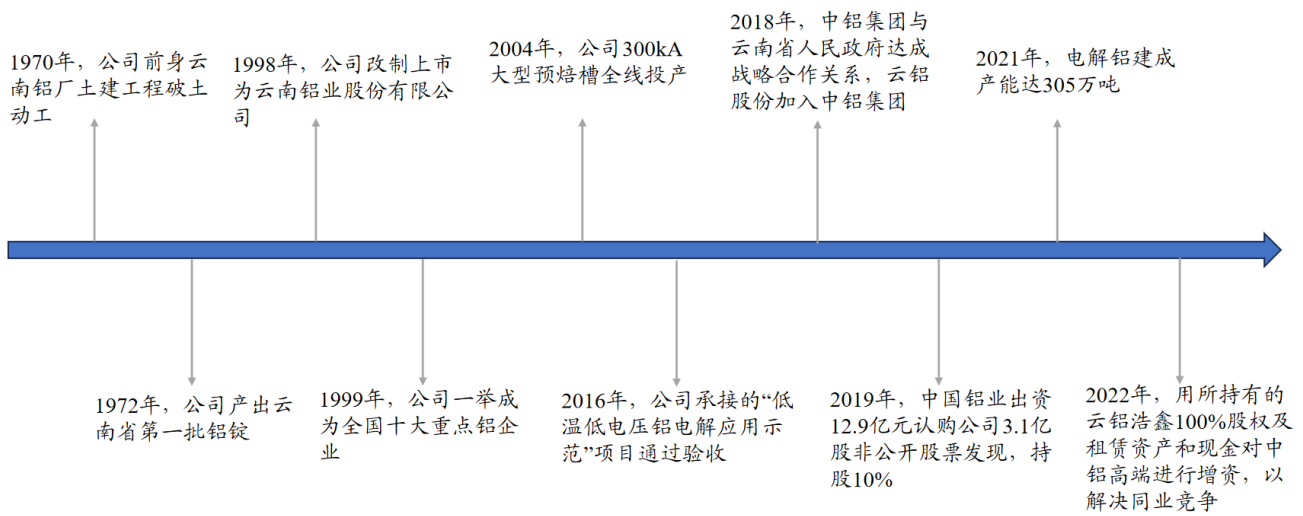 1970年，公司前身云
南铝厂土建工程破土
动工
1998年，公司改制上市
为云南铝业股份有限公
司
2004年，公司300kA
大型预焙槽全线投产
2018年，中铝集团与
云南省人民政府达成
战略合作关系，云铝
股份加入中铝集团
2021年，电解铝建成
产能达305万吨
1972年，公司产出云
南省第一批铝锭
1999年，公司一举成
为全国十大重点铝企
业
2016年，公司承接的“低
温低电压铝电解应用示
范”项目通过验收
2019年，中国铝业出资
12.9亿元认购公司3.1亿
股非公开股票发现，持
股10%
2022年，用所持有的
云铝浩鑫100%股权及
租赁资产和现金对中
铝高端进行增资，以
解决同业竞争